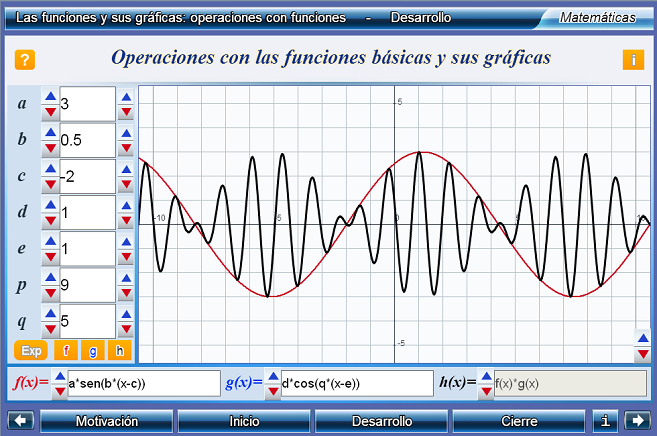 Las funciones y sus gráficas: operaciones con funciones - Desarrollo Matemáticas
? Operaciones con las funciones básicas y sus gráficas i
a 3
b 0.5
c -2
d 1
e 1
p 9
q 5
5
-10 -5 0 5 10
-5
Exp f g h
f(x)= a*sen(b*(x-c)) g(x)= d*cos(q*(x-e)) h(x)= f(x)*g(x)
Motivación Inicio Desarrollo Cierre i